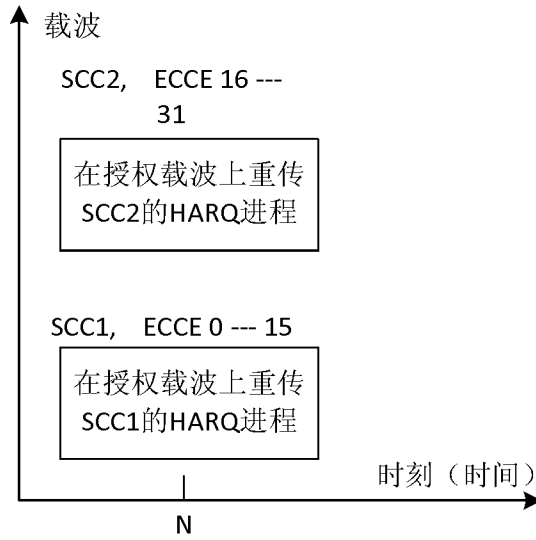 载波
SCC2, ECCE 16 ---
31
在授权载波上重传
SCC2的HARQ进程
SCC1, ECCE 0 --- 15
在授权载波上重传
SCC1的HARQ进程
时刻（时间）
N